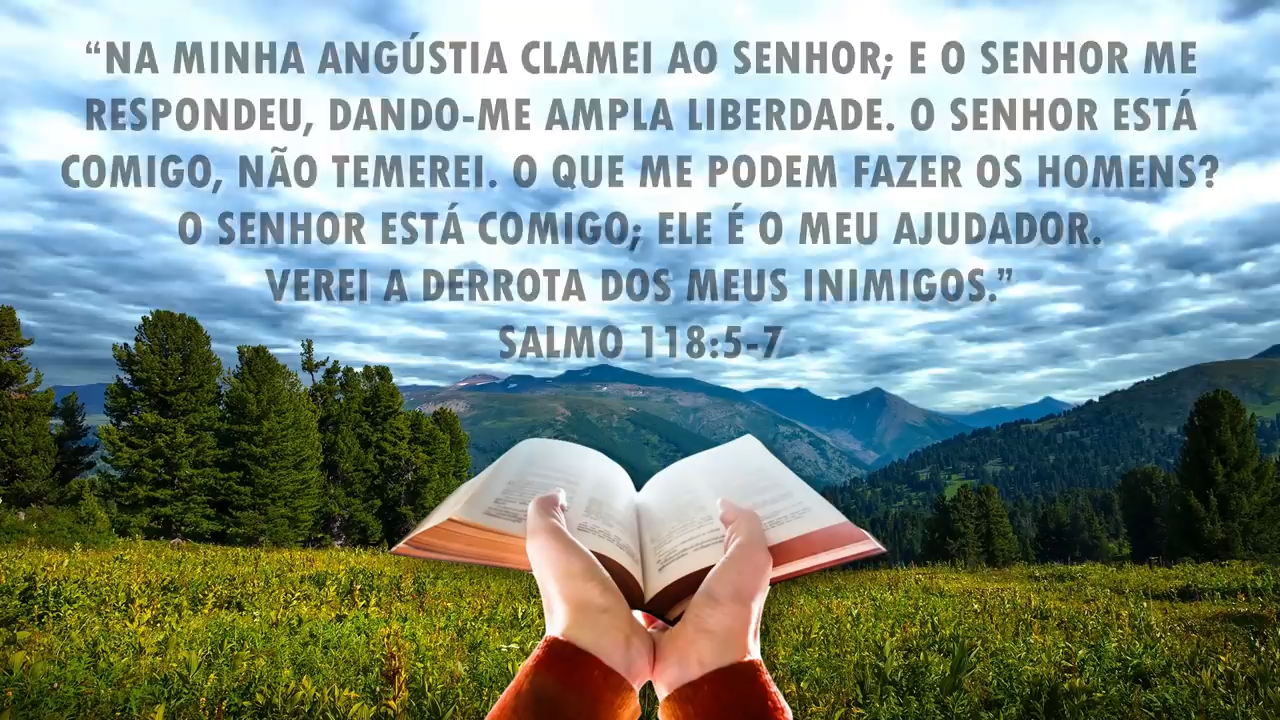 “NA MINHA ANGÚSTIA CLAMEI AO SENHOR; E O SENHOR ME
RESPONDEU, DANDO-ME AMPLA LIBERDADE. O SENHOR ESTÁ
COMIGO, NÃO TEMEREI. O QUE ME PODEM FAZER OS HOMENS?
O SENHOR ESTÁ COMIGO; ELE É O MEU AJUDADOR.
VEREI A DERROTA DOS MEUS INIMIGOS.”
SALMO 118:5-7